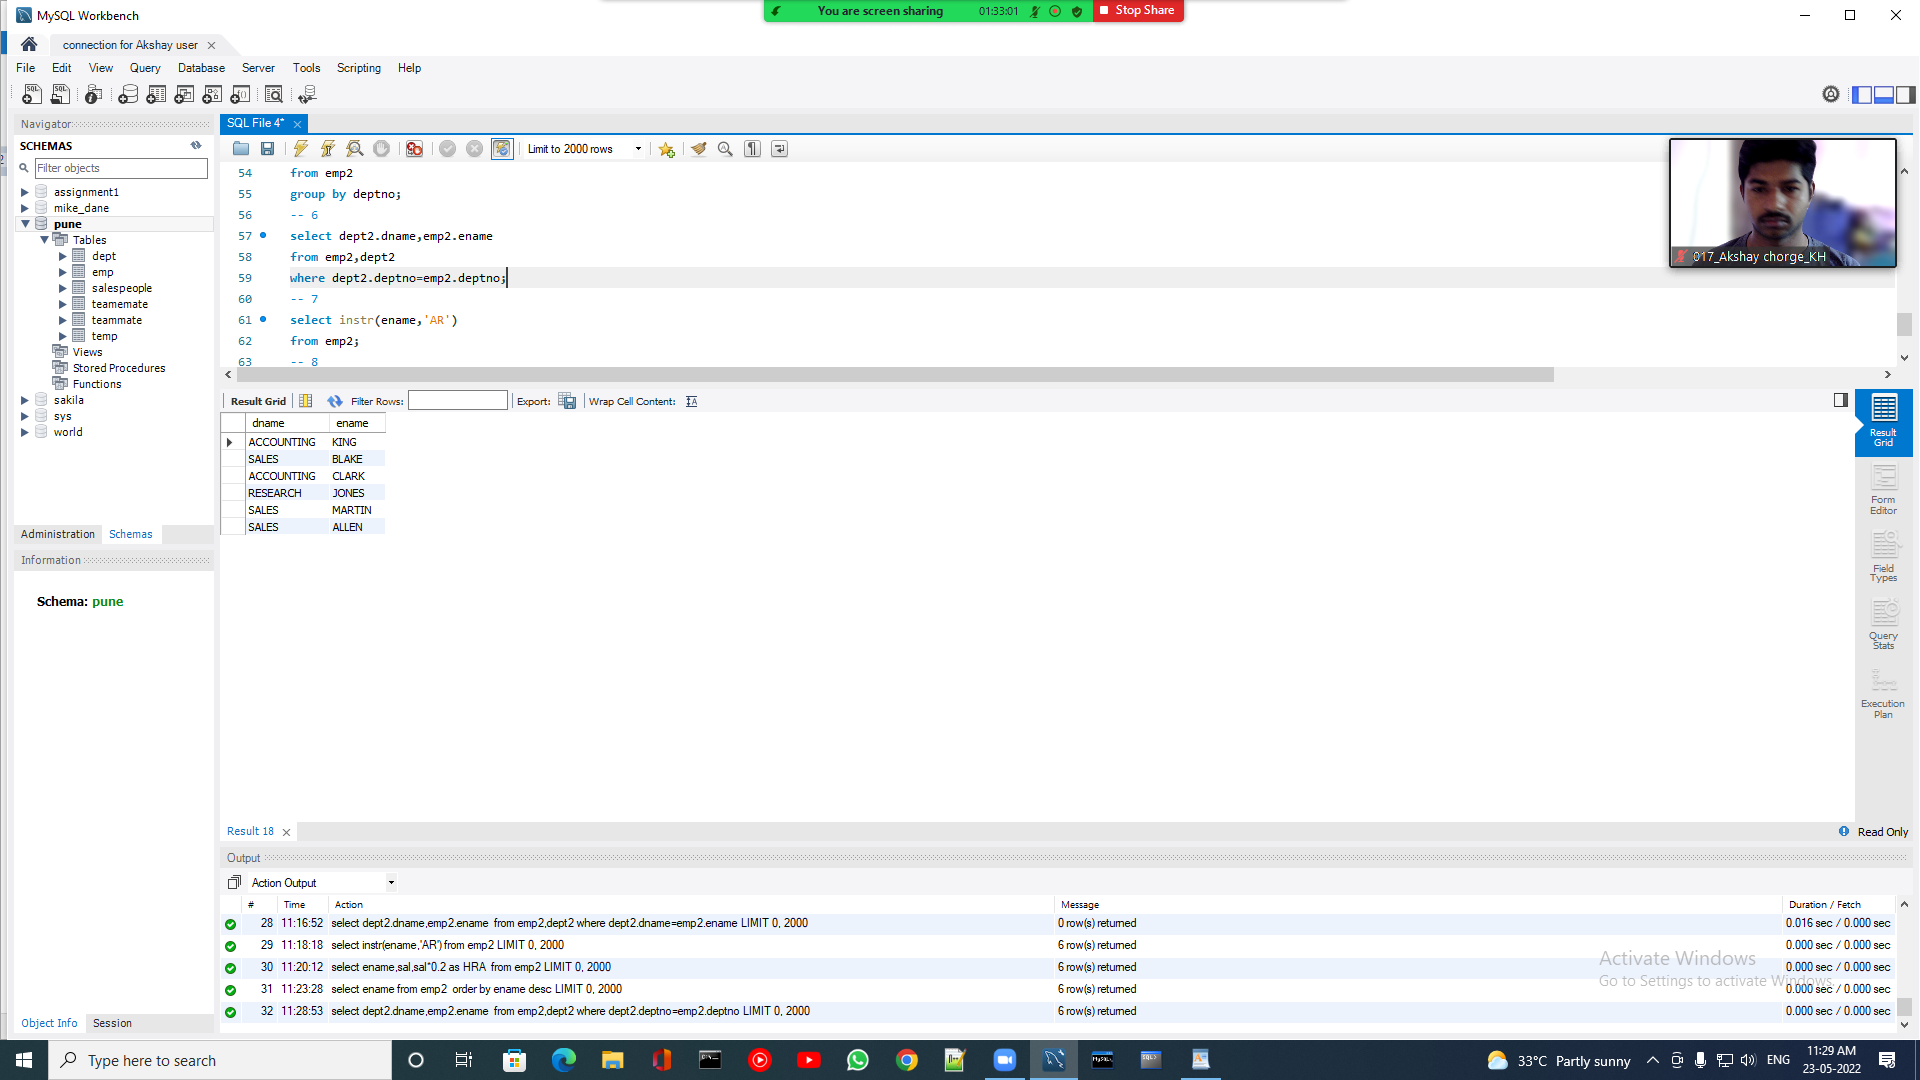 MySQL Workbench
You are screen sharing 01:33:01 Stop Share
connection for Akshay user
File Edit View Query Database Server Tools Scripting Help
Navigator
SCHEMAS
Filter objects
assignment1
mike_dane
pune
Tables
dept
emp
salespeople
teamemate
teammate
temp
Views
Stored Procedures
Functions
sakila
sys
world
Administration Schemas
Information
Schema: pune
Object Info Session
SQL File 4*
Limit to 2000 rows
54 from emp2
55 group by deptno;
56 -- 6
57 select dept2.dname,emp2.ename
58 from emp2,dept2
59 where dept2.deptno=emp2.deptno;
60 -- 7
61 select instr(ename,'AR')
62 from emp2;
63 -- 8
017_Akshay chorge_KH
Result Grid Filter Rows: Export: Wrap Cell Content:
dname ename
ACCOUNTING KING
SALES BLAKE
ACCOUNTING CLARK
RESEARCH JONES
SALES MARTIN
SALES ALLEN
Result Grid
Form Editor
Field Types
Query Stats
Execution Plan
Result 18
Read Only
Output
Action Output
# Time Action Message Duration / Fetch
28 11:16:52 select dept2.dname,emp2.ename from emp2,dept2 where dept2.dname=emp2.ename LIMIT 0, 2000 0 row(s) returned 0.016 sec / 0.000 sec
29 11:18:18 select instr(ename,'AR') from emp2 LIMIT 0, 2000 6 row(s) returned 0.000 sec / 0.000 sec
30 11:20:12 select ename,sal,sal*0.2 as HRA from emp2 LIMIT 0, 2000 6 row(s) returned 0.000 sec / 0.000 sec
31 11:23:28 select ename from emp2 order by ename desc LIMIT 0, 2000 6 row(s) returned 0.000 sec / 0.000 sec
32 11:28:53 select dept2.dname,emp2.ename from emp2,dept2 where dept2.deptno=emp2.deptno LIMIT 0, 2000 6 row(s) returned 0.000 sec / 0.000 sec
Activate Windows
Go to Settings to activate Windows.
Type here to search
33°C Partly sunny
ENG
11:29 AM
23-05-2022